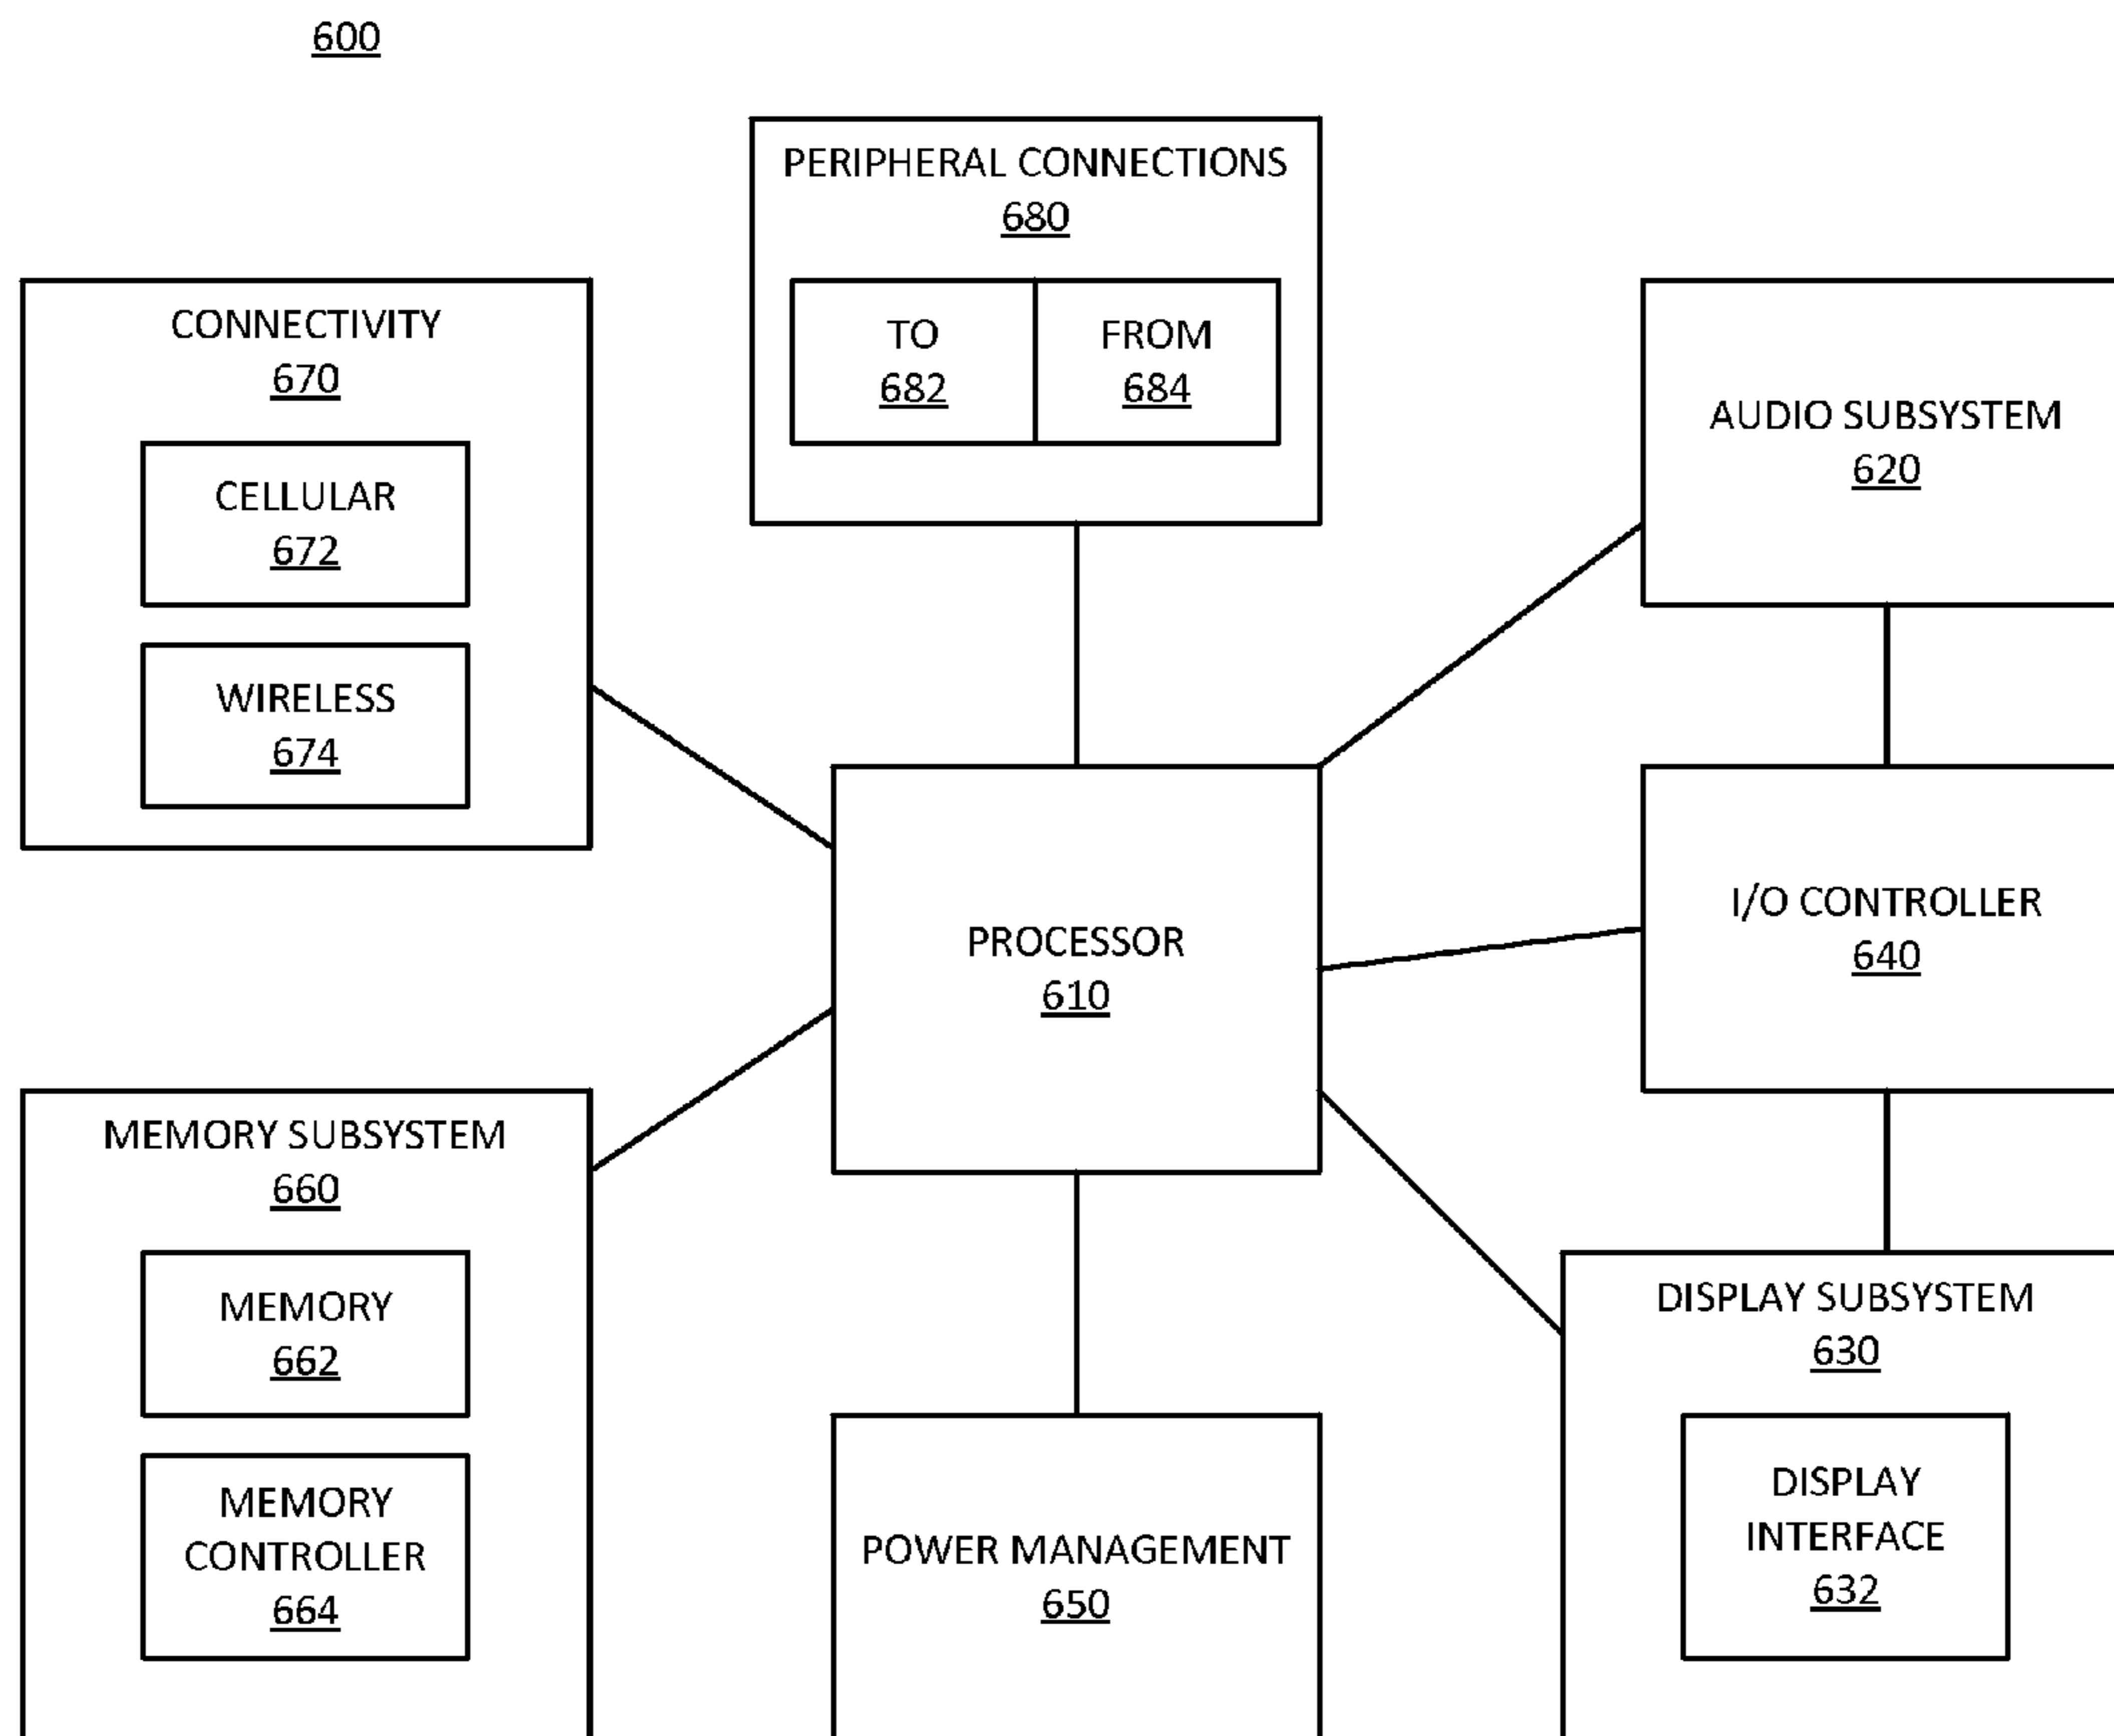 600
PERIPHERAL CONNECTIONS
680
TO
682
FROM
684
CONNECTIVITY
670
CELLULAR
672
WIRELESS
674
AUDIO SUBSYSTEM
620
PROCESSOR
610
I/O CONTROLLER
640
MEMORY SUBSYSTEM
660
MEMORY
662
MEMORY
CONTROLLER
664
POWER MANAGEMENT
650
DISPLAY SUBSYSTEM
630
DISPLAY
INTERFACE
632